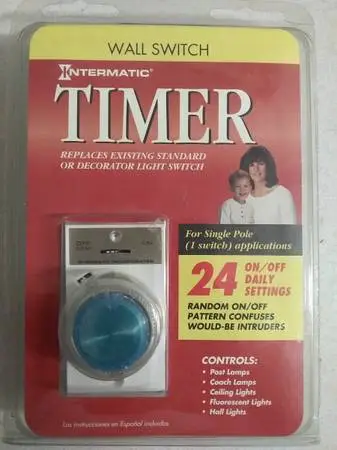 WALL SWITCH
INTERMATIC®
TIMER
REPLACES EXISTING STANDARD
OR DECORATOR LIGHT SWITCH
For Single Pole
(1 switch) applications
24 ON/OFF
DAILY
SETTINGS
RANDOM ON/OFF
PATTERN CONFUSES
WOULD-BE INTRUDERS
CONTROLS:
• Post Lamps
• Coach Lamps
• Ceiling Lights
• Fluorescent Lights
• Hall Lights
Las instrucciones en Español incluidas